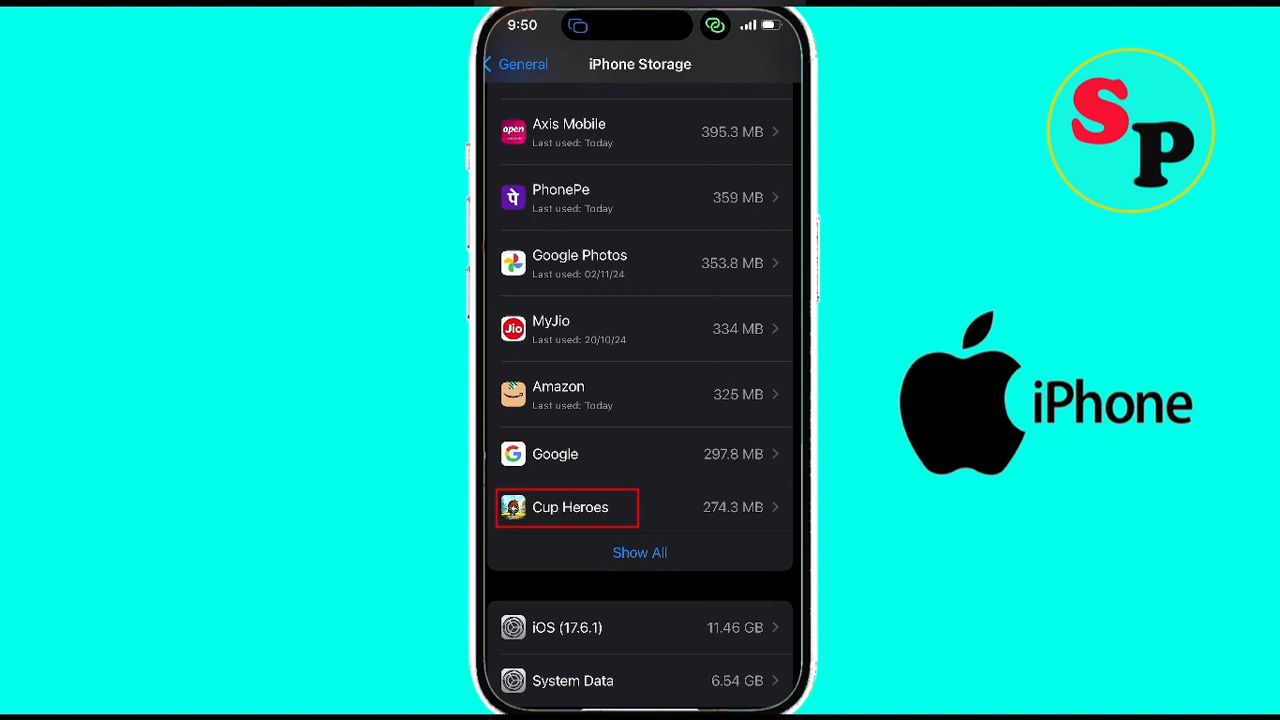 9:50
General
iPhone Storage
Axis Mobile
395.3 MB
Last used: Today
open
PhonePe
359 MB
Last used: Today
पे
Google Photos
353.8 MB
Last used: 02/11/24
MyJio
334 MB
Last used: 20/10/24
Jio
Amazon
325 MB
Last used: Today
Google
297.8 MB
G
Cup Heroes
274.3 MB
Show All
iOS (17.6.1)
11.46 GB
System Data
6.54 GB
SP
iPhone